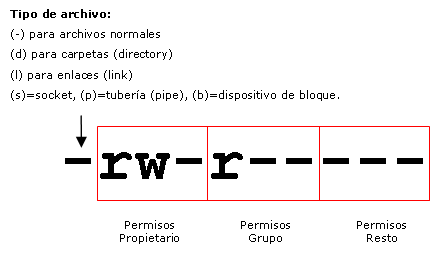 Tipo de archivo:
(-) para archivos normales
(d) para carpetas (directory)
(l) para enlaces (link)
(s)=socket, (p)=tubería (pipe), (b)=dispositivo de bloque.
-rw-r-----
Permisos Propietario
Permisos Grupo
Permisos Resto